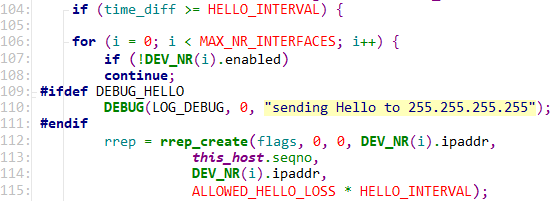 104: if (time_diff >= HELLO_INTERVAL) {
105:
106: for (i = 0; i < MAX_NR_INTERFACES; i++) {
107: if (!DEV_NR(i).enabled)
108: continue;
109: #ifdef DEBUG_HELLO
110: DEBUG(LOG_DEBUG, 0, "sending Hello to 255.255.255.255");
111: #endif
112: rrep = rrep_create(flags, 0, 0, DEV_NR(i).ipaddr,
113: this_host.seqno,
114: DEV_NR(i).ipaddr,
115: ALLOWED_HELLO_LOSS * HELLO_INTERVAL);